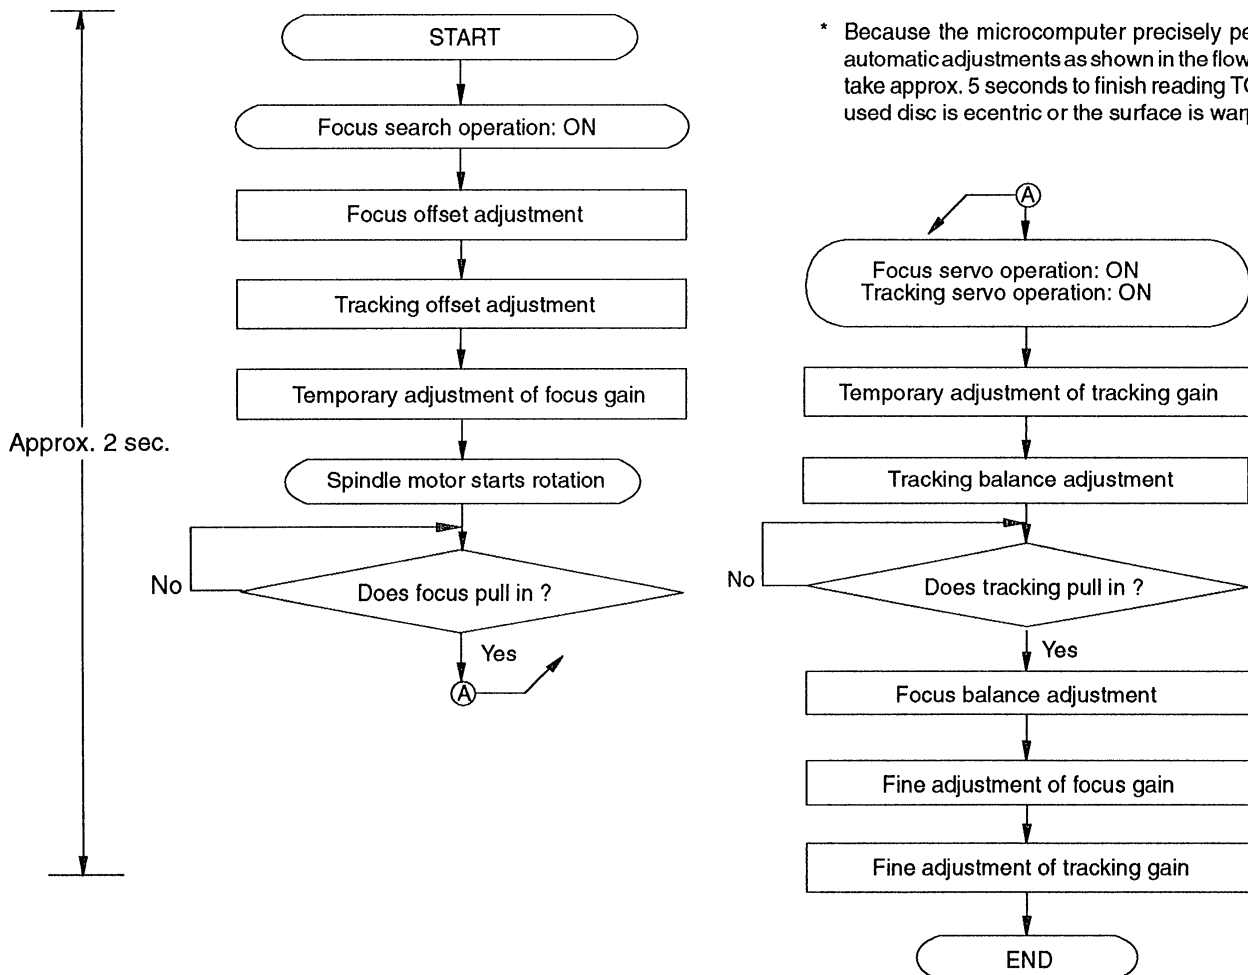 START
Focus search operation: ON
Focus offset adjustment
Tracking offset adjustment
Temporary adjustment of focus gain
Approx. 2 sec.
Spindle motor starts rotation
No
Does focus pull in ?
Yes
A
* Because the microcomputer precisely
automatic adjustments as shown in the
take approx. 5 seconds to finish reading
used disc is ecentric or the surface is
A
Focus servo operation: ON
Tracking servo operation: ON
Temporary adjustment of tracking gain
Tracking balance adjustment
No
Does tracking pull in ?
Yes
Focus balance adjustment
Fine adjustment of focus gain
Fine adjustment of tracking gain
END